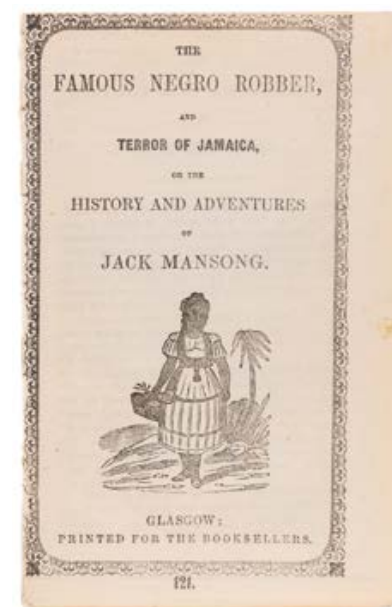 THE
FAMOUS NEGRO ROBBER,
AND
TERROR OF JAMAICA,
OR THE
HISTORY AND ADVENTURES
OF
JACK MANSONG.
GLASGOW:
PRINTED FOR THE BOOKSELLERS.
121.